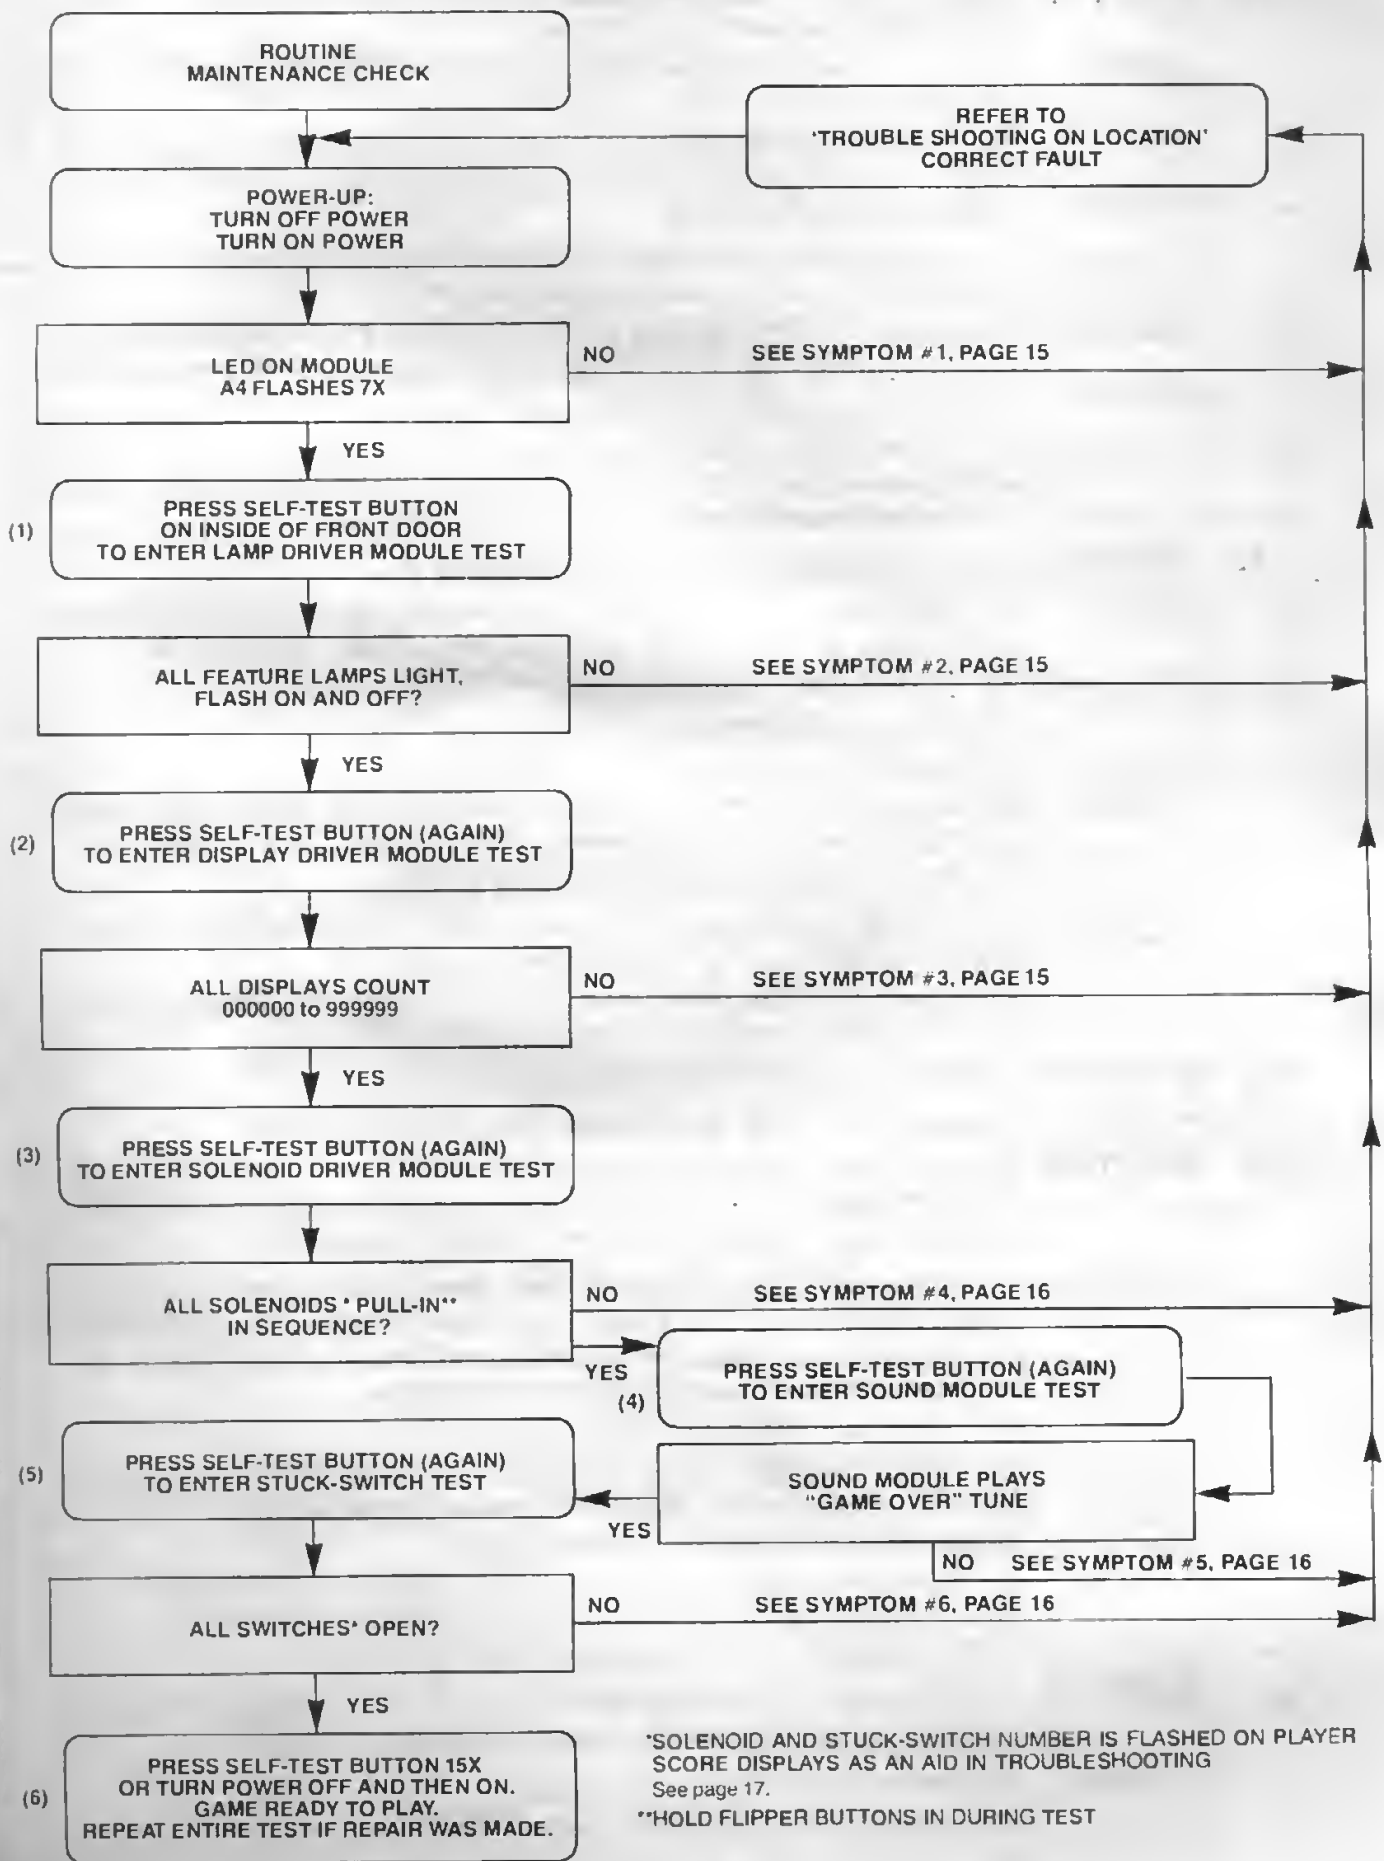 ROUTINE
MAINTENANCE CHECK
REFER TO
'TROUBLE SHOOTING ON LOCATION'
CORRECT FAULT
POWER-UP:
TURN OFF POWER
TURN ON POWER
LED ON MODULE
A4 FLASHES 7X
NO
SEE SYMPTOM #1, PAGE 15
YES
(1)
PRESS SELF-TEST BUTTON
ON INSIDE OF FRONT DOOR
TO ENTER LAMP DRIVER MODULE TEST
ALL FEATURE LAMPS LIGHT,
FLASH ON AND OFF?
NO
SEE SYMPTOM #2, PAGE 15
YES
(2)
PRESS SELF-TEST BUTTON (AGAIN)
TO ENTER DISPLAY DRIVER MODULE TEST
ALL DISPLAYS COUNT
000000 to 999999
NO
SEE SYMPTOM #3, PAGE 15
YES
(3)
PRESS SELF-TEST BUTTON (AGAIN)
TO ENTER SOLENOID DRIVER MODULE TEST
ALL SOLENOIDS * PULL-IN**
IN SEQUENCE?
NO
SEE SYMPTOM #4, PAGE 16
YES
(4)
PRESS SELF-TEST BUTTON (AGAIN)
TO ENTER SOUND MODULE TEST
SOUND MODULE PLAYS
"GAME OVER" TUNE
YES
NO
SEE SYMPTOM #5, PAGE 16
(5)
PRESS SELF-TEST BUTTON (AGAIN)
TO ENTER STUCK-SWITCH TEST
ALL SWITCHES* OPEN?
NO
SEE SYMPTOM #6, PAGE 16
YES
(6)
PRESS SELF-TEST BUTTON 15X
OR TURN POWER OFF AND THEN ON.
GAME READY TO PLAY.
REPEAT ENTIRE TEST IF REPAIR WAS MADE.
*SOLENOID AND STUCK-SWITCH NUMBER IS FLASHED ON PLAYER
SCORE DISPLAYS AS AN AID IN TROUBLESHOOTING
See page 17.
**HOLD FLIPPER BUTTONS IN DURING TEST